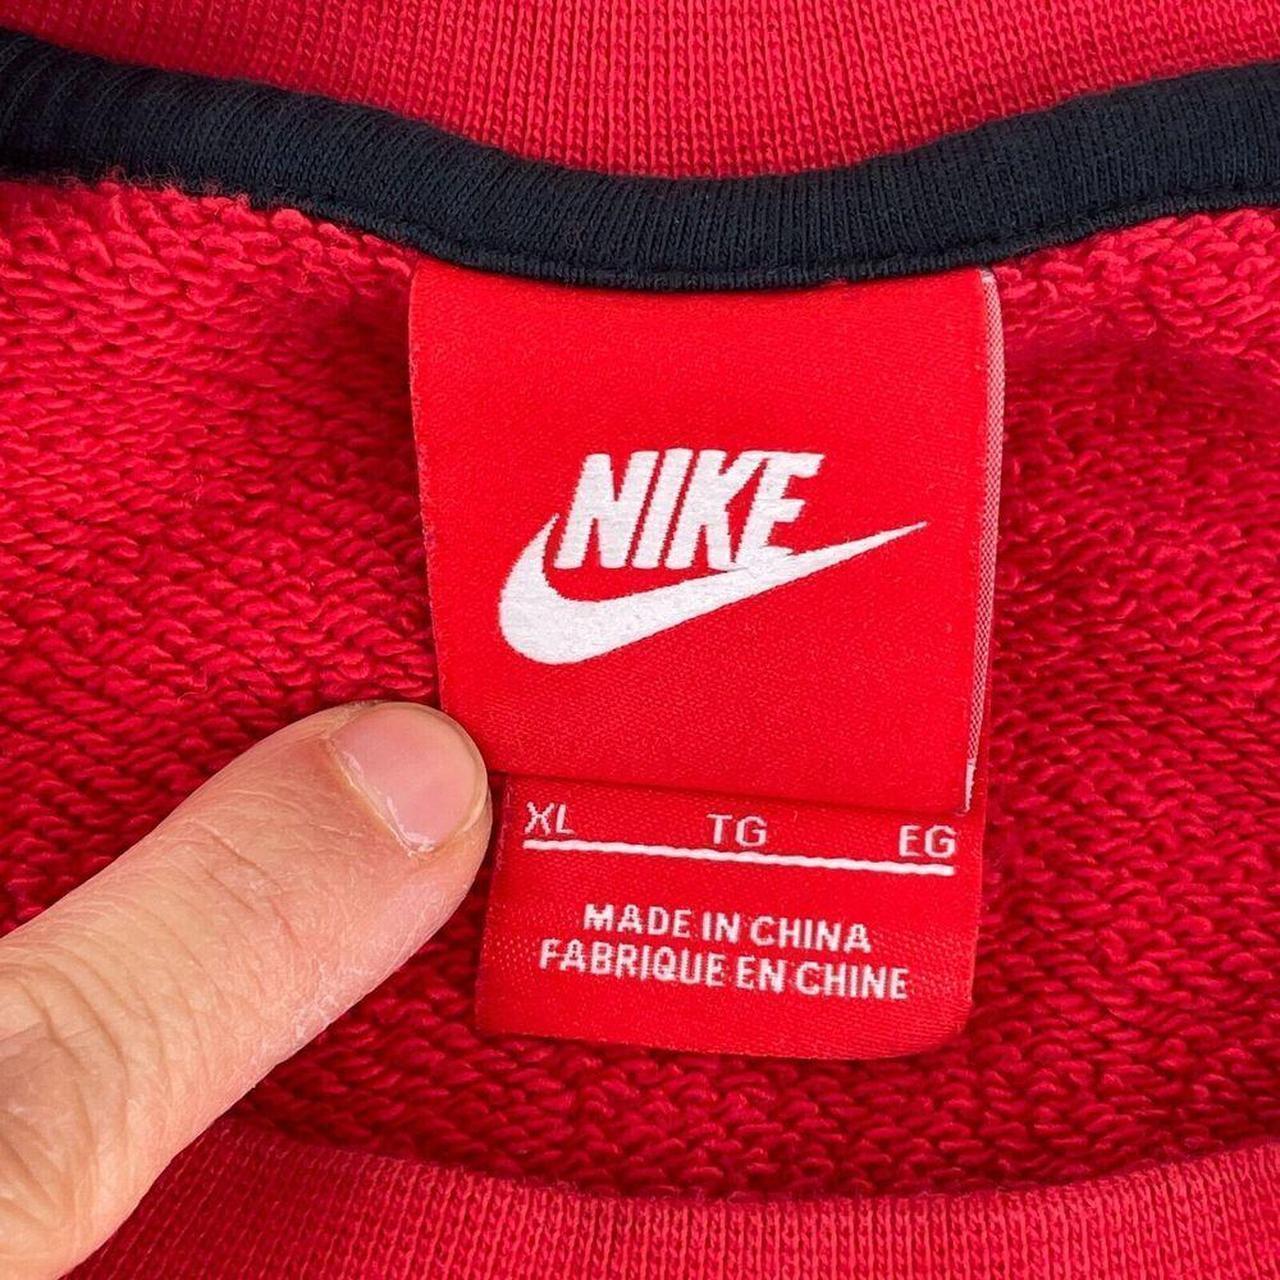 NIKE
XL TG EG
MADE IN CHINA
FABRIQUE EN CHINE